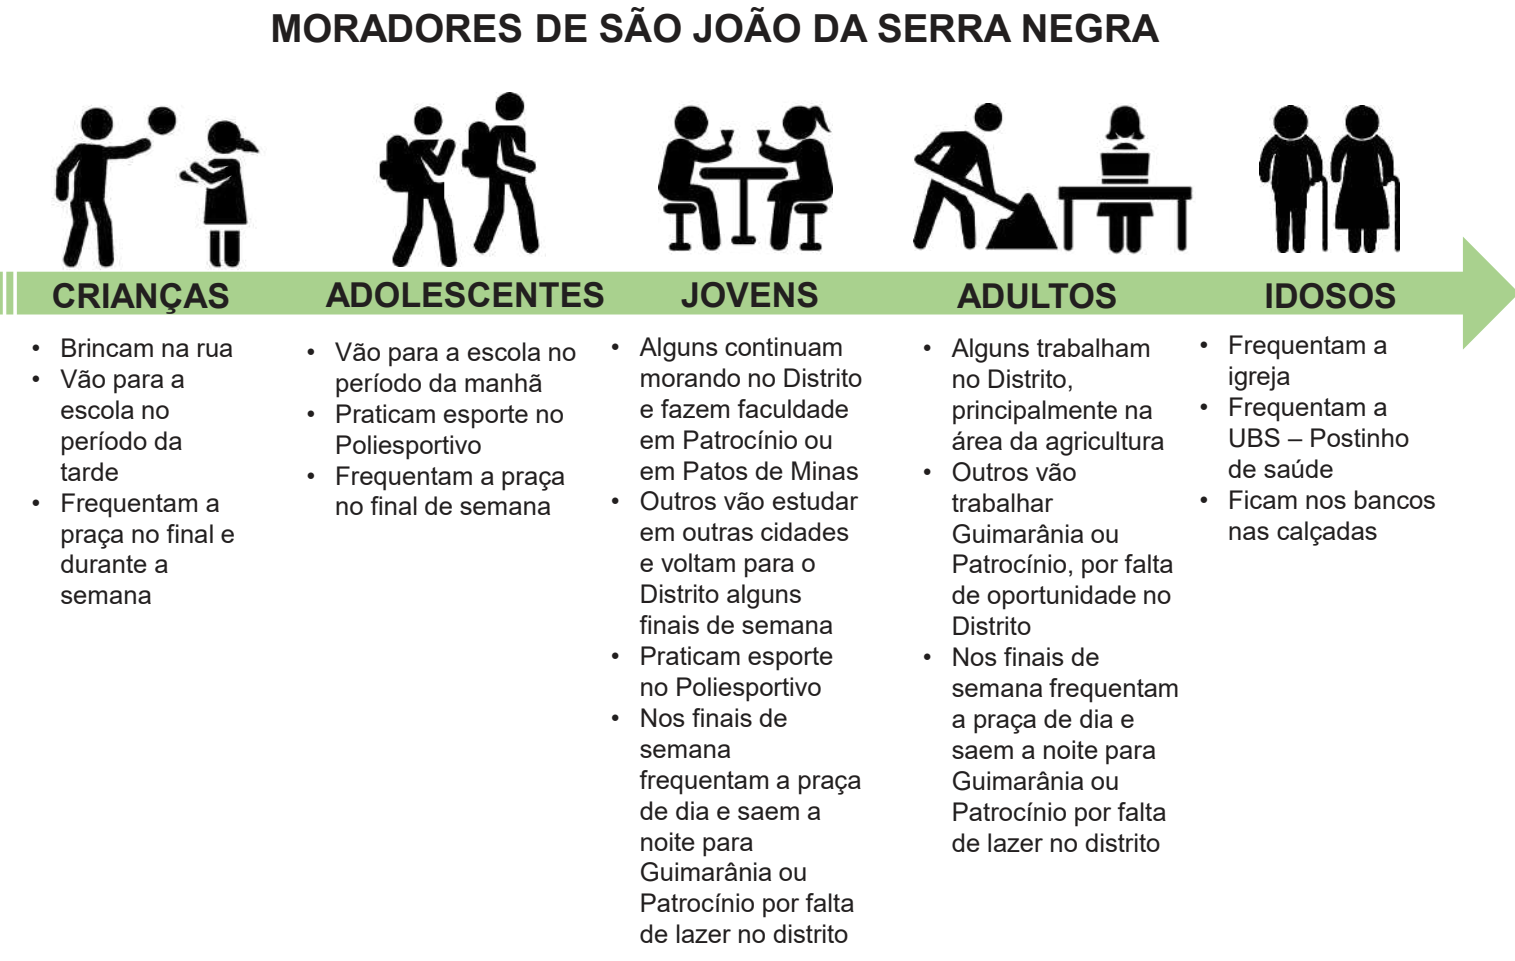 MORADORES DE SÃO JOÃO DA SERRA NEGRA
CRIANÇAS
• Brincam na rua
• Vão para a
escola no
período da
tarde
• Frequentam a
praça no final e
durante a
semana
ADOLESCENTES
• Vão para a escola no
período da manhã
• Praticam esporte no
Poliesportivo
• Frequentam a praça
no final de semana
JOVENS
• Alguns continuam
morando no Distrito
e fazem faculdade
em Patrocínio ou
em Patos de Minas
• Outros vão estudar
em outras cidades
e voltam para o
Distrito alguns
finais de semana
• Praticam esporte
no Poliesportivo
• Nos finais de
semana
frequentam a praça
de dia e saem a
noite para
Guimarânia ou
Patrocínio por falta
de lazer no distrito
ADULTOS
• Alguns trabalham
no Distrito,
principalmente na
área da agricultura
• Outros vão
trabalhar
Guimarânia ou
Patrocínio, por falta
de oportunidade no
Distrito
• Nos finais de
semana frequentam
a praça de dia e
saem a noite para
Guimarânia ou
Patrocínio por falta
de lazer no distrito
IDOSOS
• Frequentam a
igreja
• Frequentam a
UBS – Postinho
de saúde
• Ficam nos bancos
nas calçadas